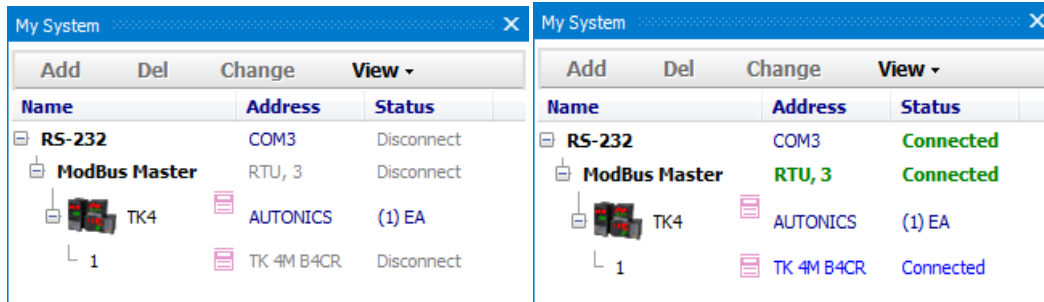 My System
Add Del Change View
Name Address Status
RS-232 COM3 Disconnect
ModBus Master RTU, 3 Disconnect
TK4 AUTONICS (1) EA
1 TK 4M B4CR Disconnect
My System
Add Del Change View
Name Address Status
RS-232 COM3 Connected
ModBus Master RTU, 3 Connected
TK4 AUTONICS (1) EA
1 TK 4M B4CR Connected